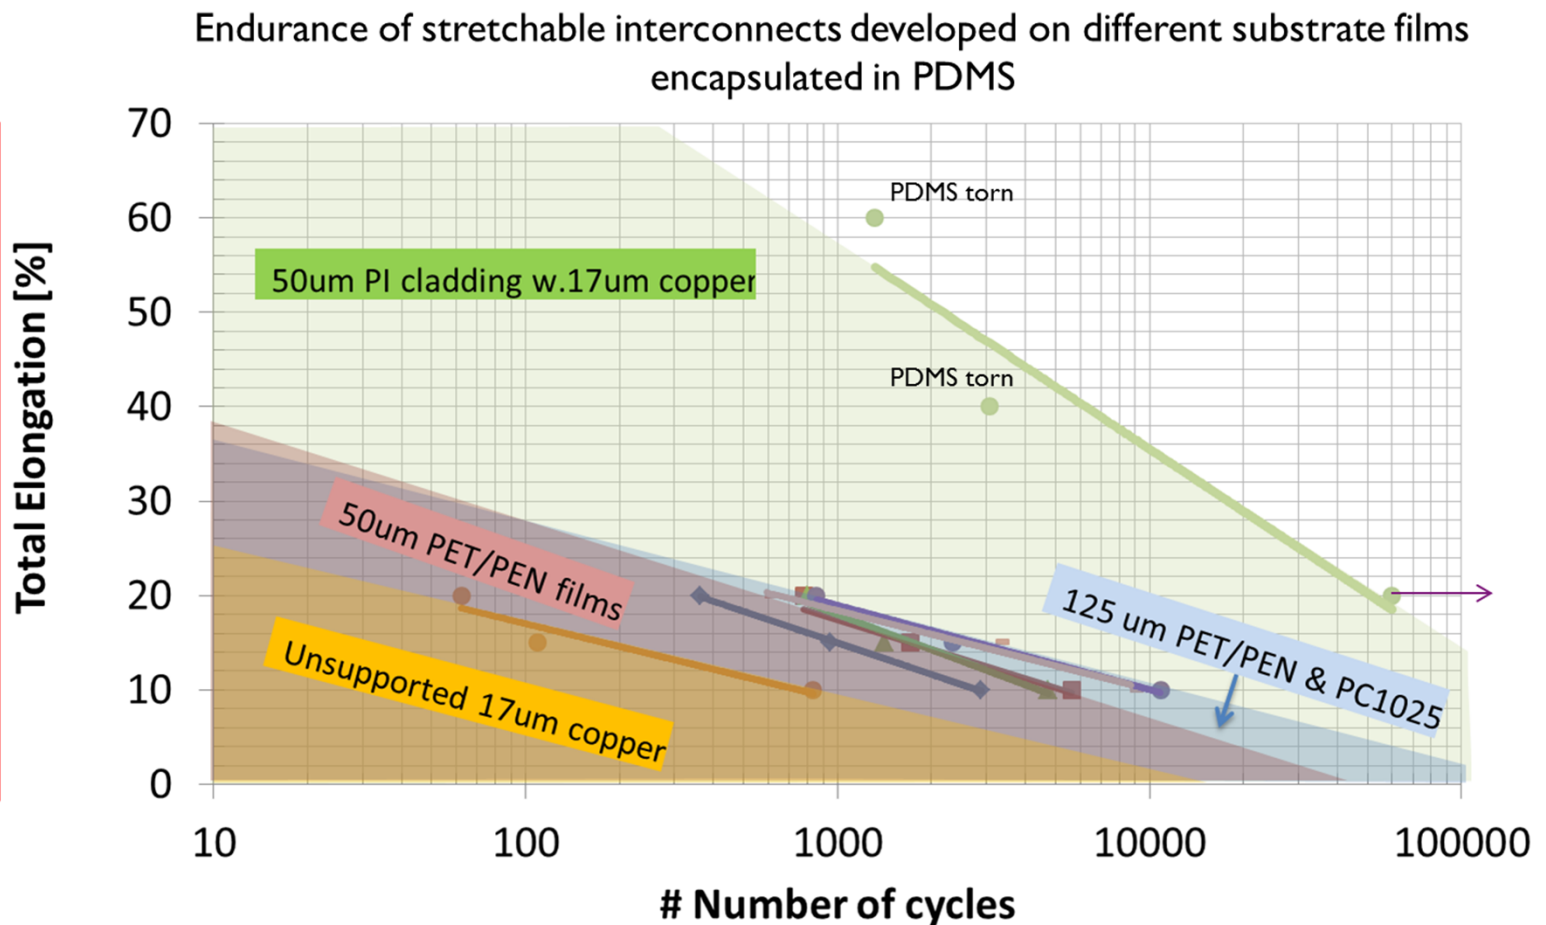 Endurance of stretchable interconnects developed on different substrate films
encapsulated in PDMS
Total Elongation [%]
70
60
50
40
30
20
10
0
PDMS torn
50um PI cladding w.17um copper
PDMS torn
50um PET/PEN films
125 um PET/PEN & PC1025
Unsupported 17um copper
10
100
1000
10000
100000
# Number of cycles